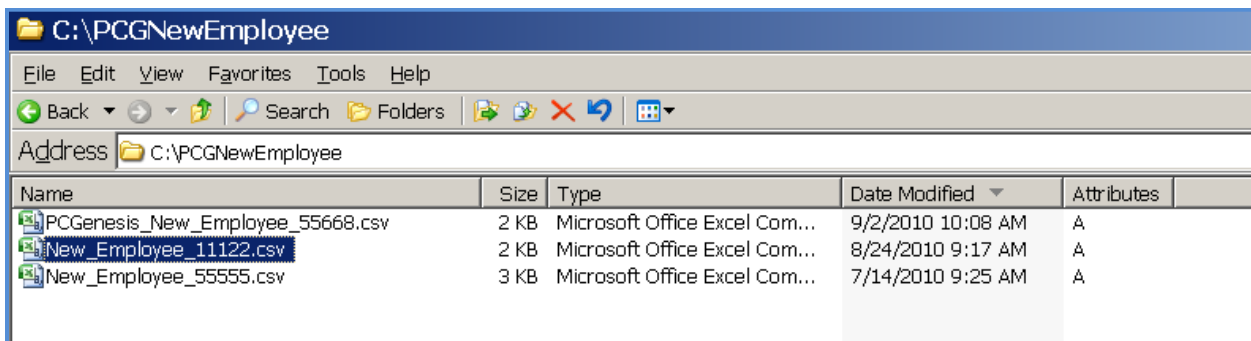 C:\PCGNewEmployee
File Edit View Favorites Tools Help
Back Search Folders
Address C:\PCGNewEmployee
Name Size Type Date Modified Attributes
PCGenesis_New_Employee_55668.csv 2 KB Microsoft Office Excel Com... 9/2/2010 10:08 AM A
New_Employee_11122.csv 2 KB Microsoft Office Excel Com... 8/24/2010 9:17 AM A
New_Employee_55555.csv 3 KB Microsoft Office Excel Com... 7/14/2010 9:25 AM A